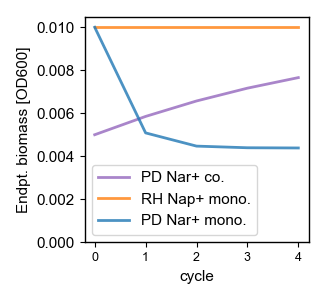 Endpt. biomass [OD600]
0.010
0.008
0.006
0.004
0.002
0.000
PD Nar+ co.
RH Nap+ mono.
PD Nar+ mono.
0 1 2 3 4
cycle